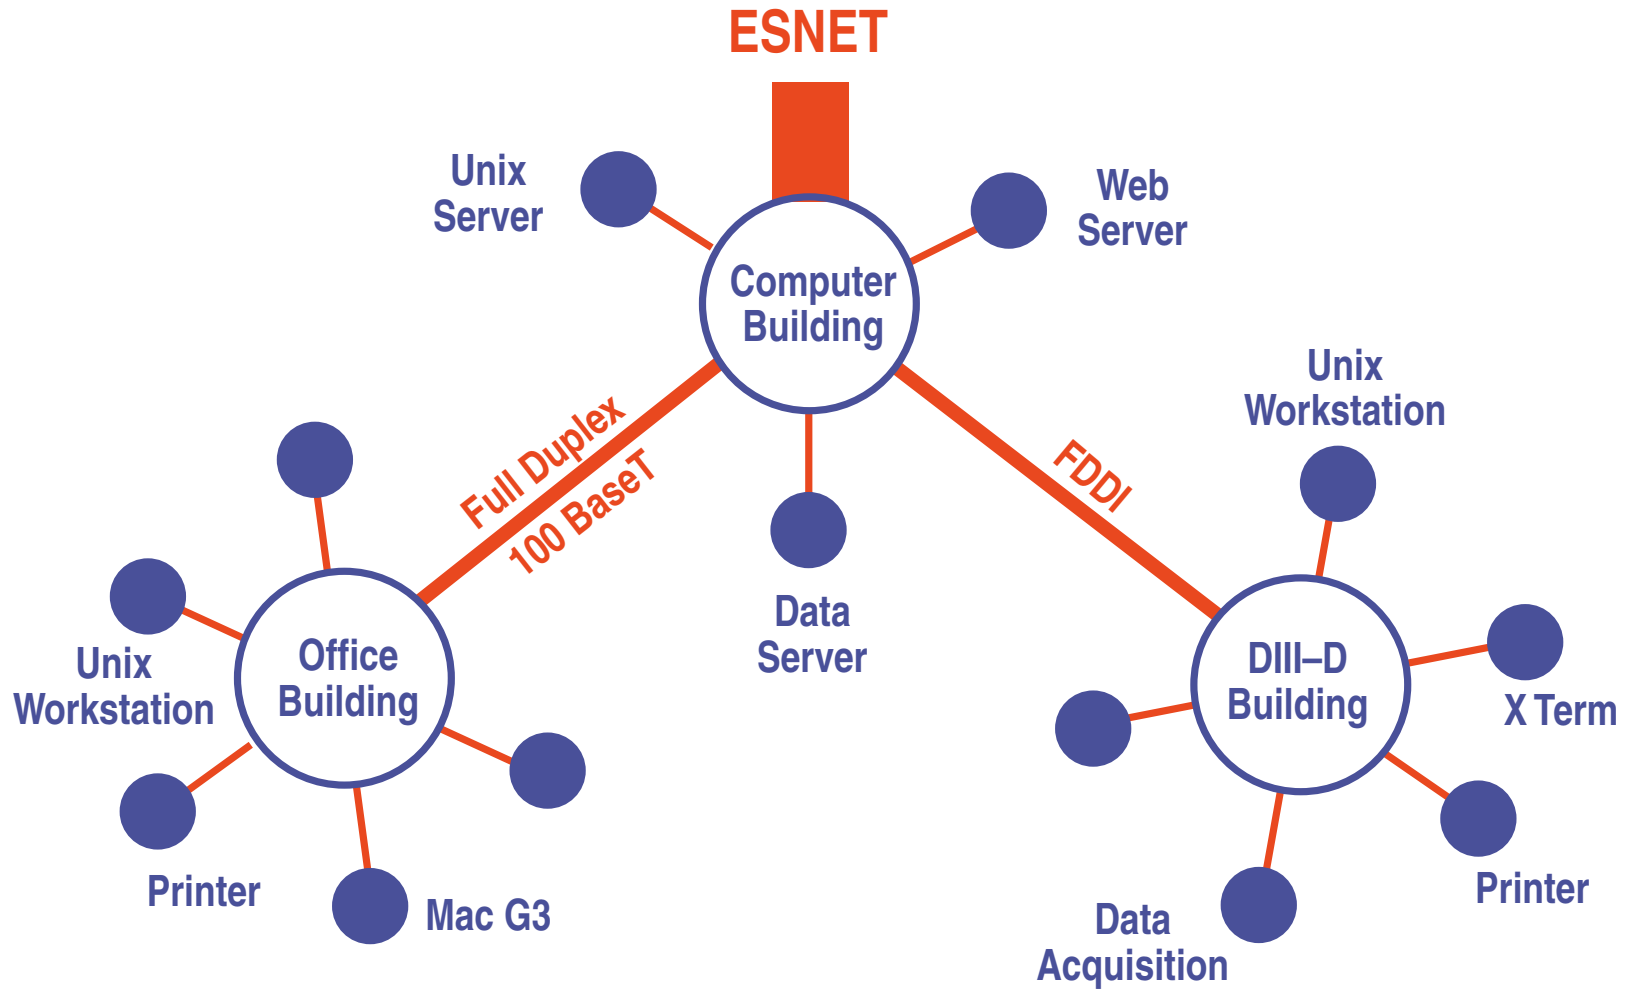 ESNET
Unix
Server
Web
Server
Computer
Building
Full Duplex
100 BaseT
FDDI
Unix
Workstation
Data
Server
Office
Building
Unix
Workstation
DIII–D
Building
X Term
Printer
Mac G3
Printer
Data
Acquisition